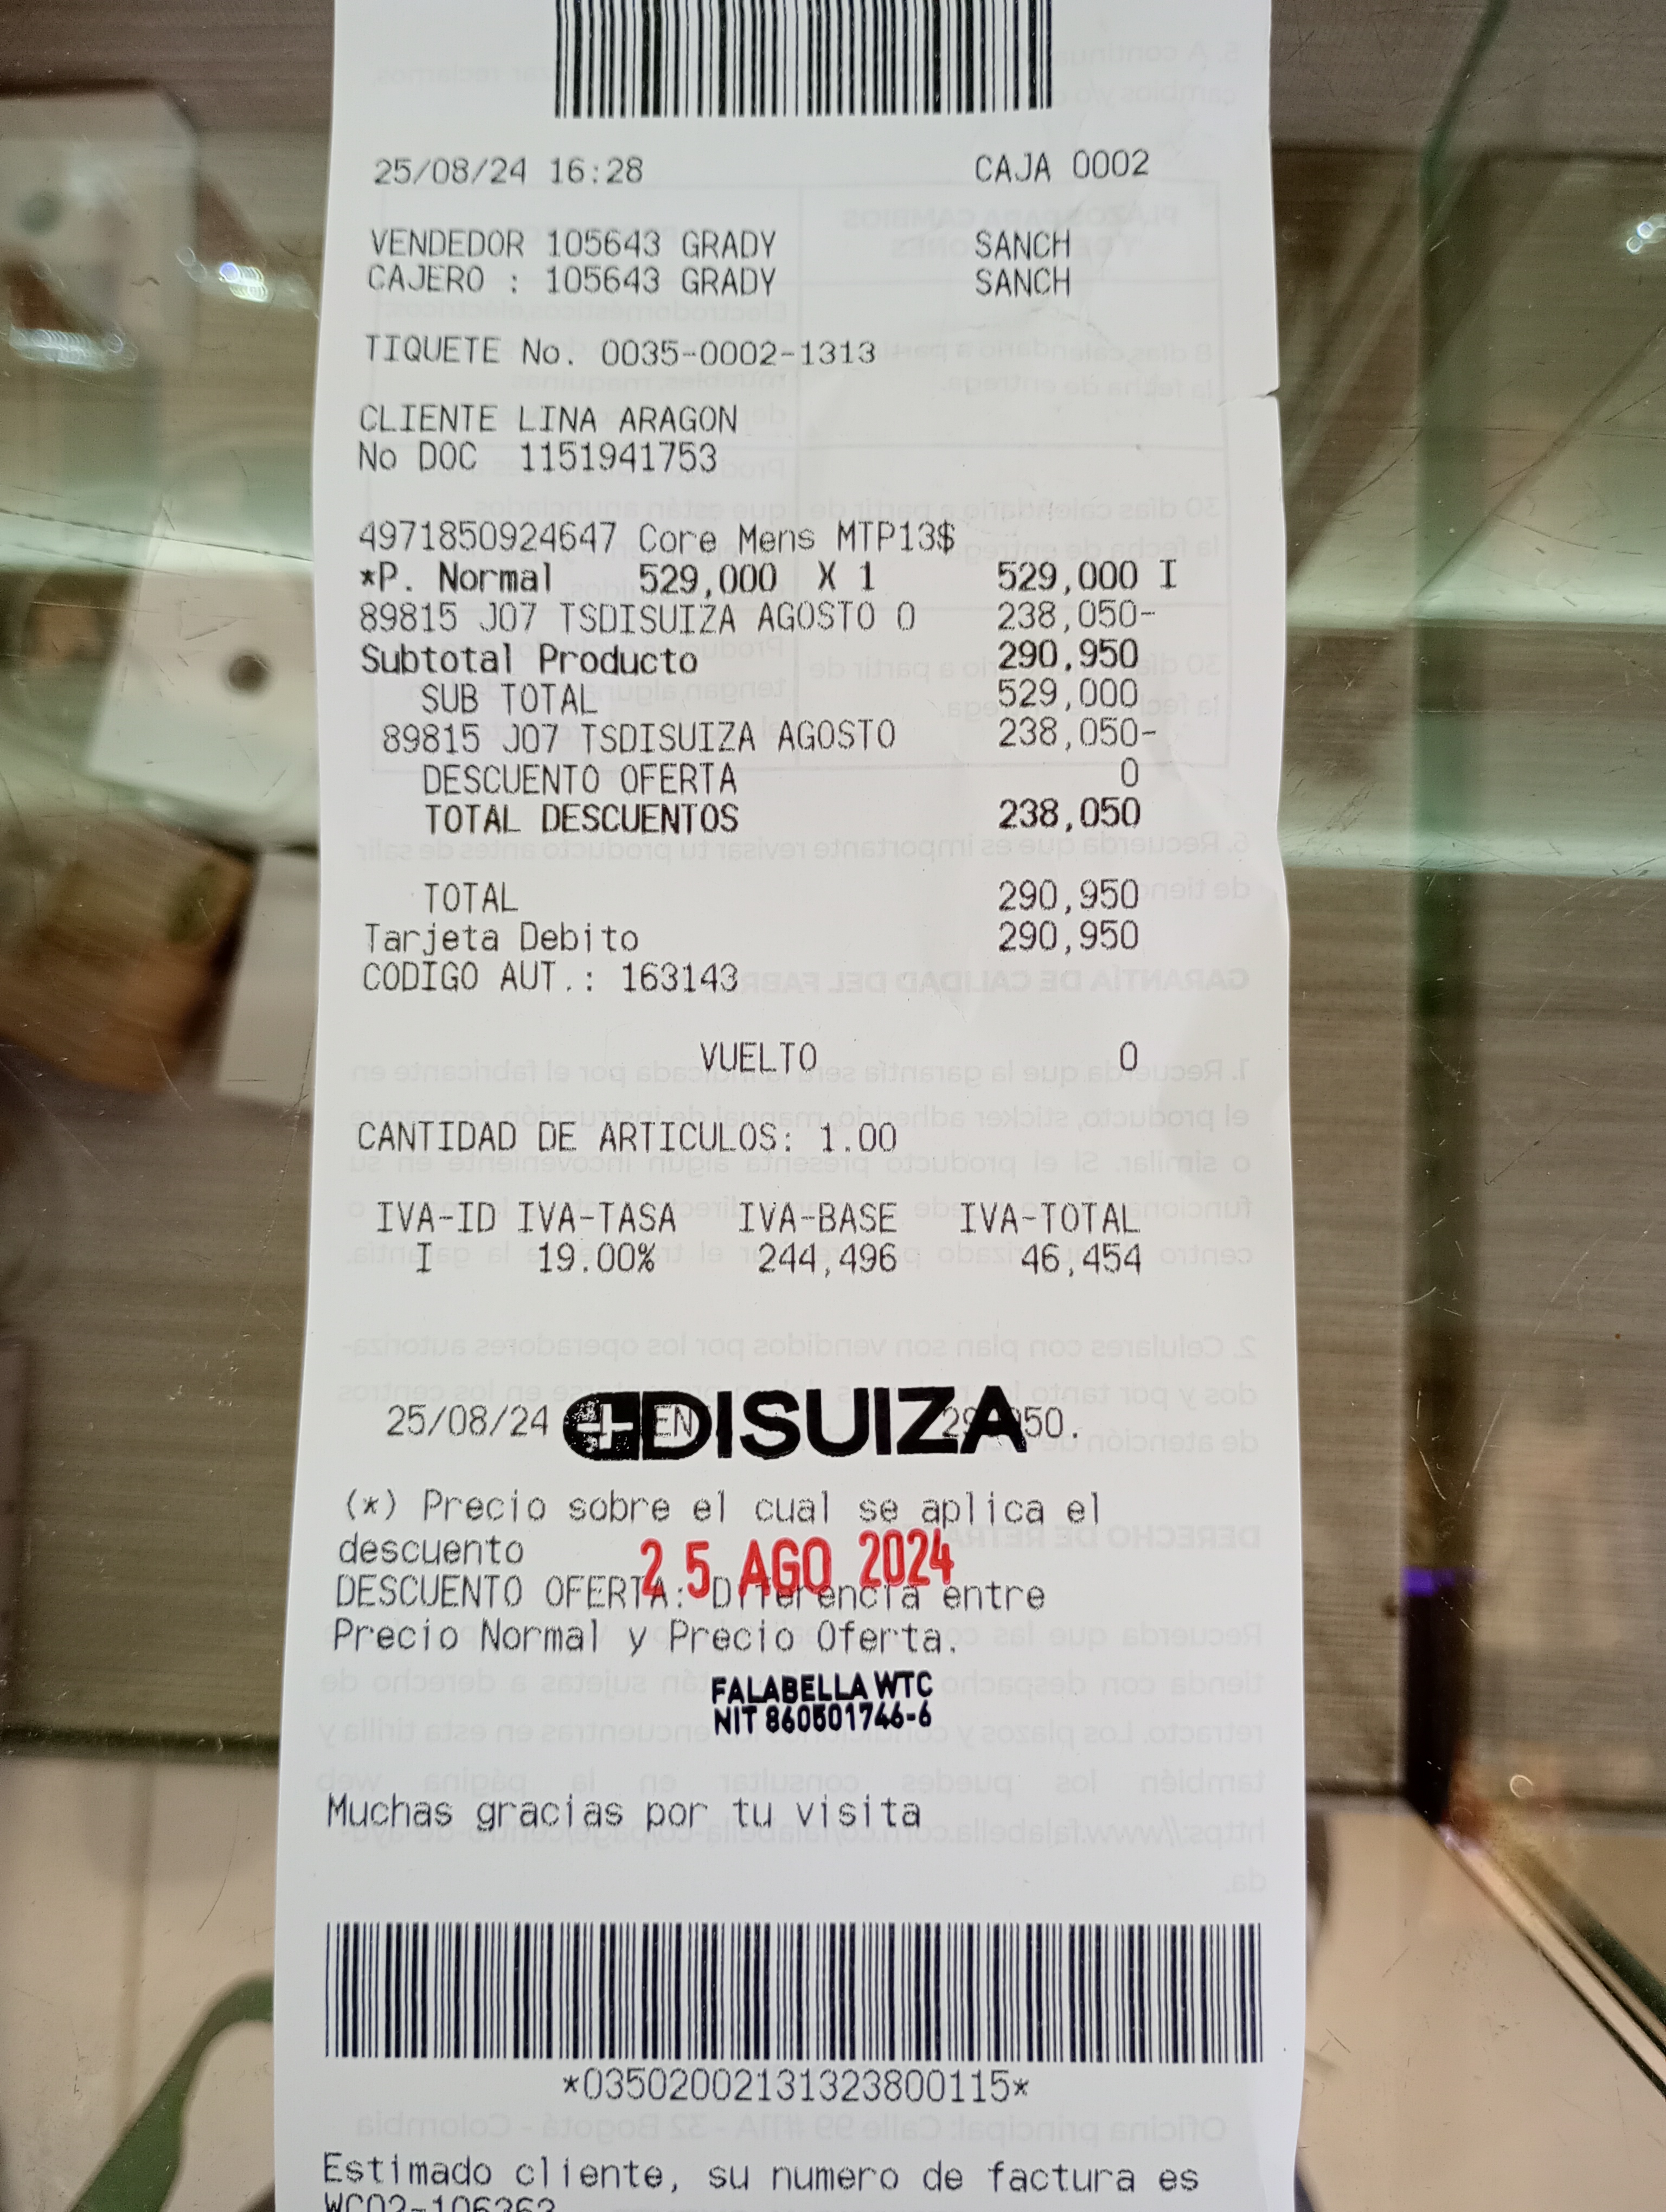 25/08/24 16:28 CAJA 0002
VENDEDOR 105643 GRADY SANCH
CAJERO : 105643 GRADY SANCH
TIQUETE No. 0035-0002-1313
CLIENTE LINA ARAGON
No DOC 1151941753
4971850924647 Core Mens MTP13$
*P. Normal 529,000 X 1 529,000 I
89815 J07 TSDISUIZA AGOSTO 0 238,050-
Subtotal Producto 290,950
SUB TOTAL 529,000
89815 J07 TSDISUIZA AGOSTO 238,050-
DESCUENTO OFERTA 0
TOTAL DESCUENTOS 238,050
TOTAL 290,950
Tarjeta Debito 290,950
CODIGO AUT.: 163143
VUELTO 0
CANTIDAD DE ARTICULOS: 1.00
IVA-ID IVA-TASA IVA-BASE IVA-TOTAL
I 19.00% 244,496 46,454
25/08/24
DISUIZA
(*) Precio sobre el cual se aplica el
descuento
25 AGO 2024
DESCUENTO OFERTA: Diferencia entre
Precio Normal y Precio Oferta.
FALABELLA WTC
NIT 860501746-6
Muchas gracias por tu visita
*03502002131323800115*
Estimado cliente, su numero de factura es